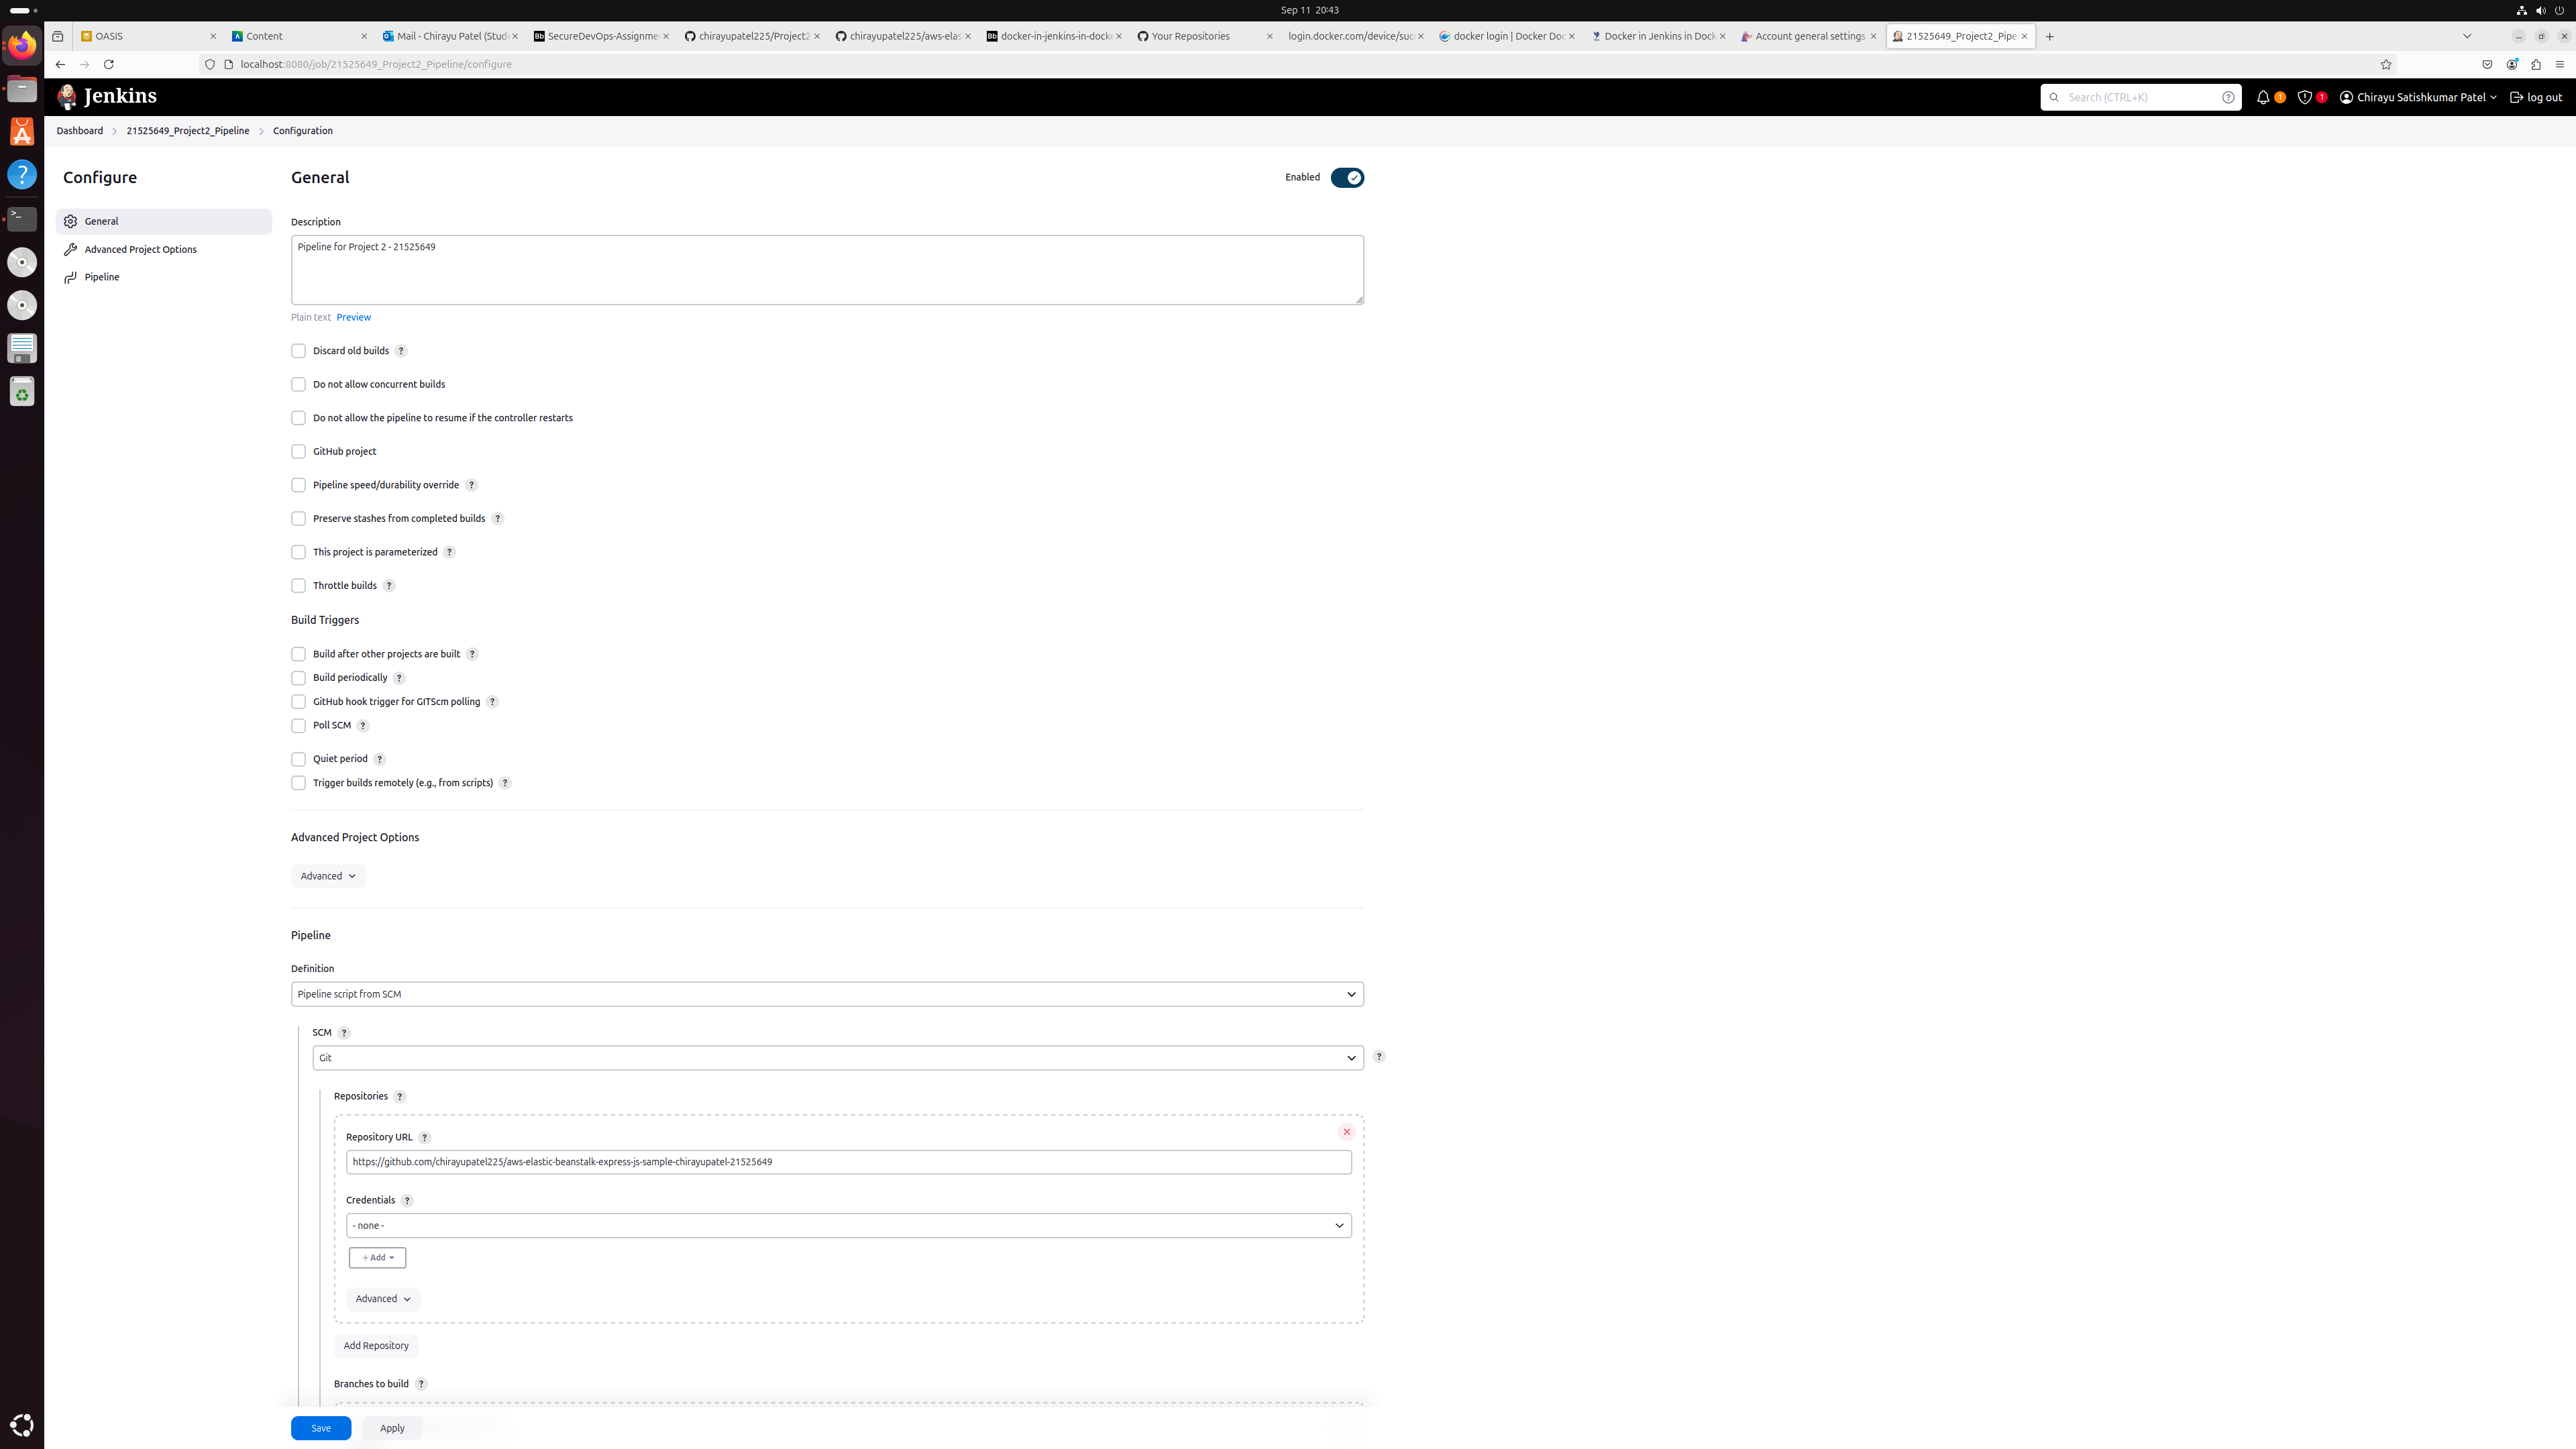 Sep 11 20:43
OASIS
Content
Mail - Chirayu Patel (Stud
SecureDevOps-Assignme
chirayupatel225/Project2
chirayupatel225/aws-elas
docker-in-jenkins-in-docke
Your Repositories
login.docker.com/device/suc
docker login | Docker Doc
Docker in Jenkins in Dock
Account general settings
21525649_Project2_Pipel
localhost:8080/job/21525649_Project2_Pipeline/configure
Jenkins
Search (CTRL+K)
1
1
Chirayu Satishkumar Patel
log out
Dashboard
21525649_Project2_Pipeline
Configuration
Configure
General
Advanced Project Options
Pipeline
General
Enabled
Description
Pipeline for Project 2 - 21525649
Plain text Preview
Discard old builds ?
Do not allow concurrent builds
Do not allow the pipeline to resume if the controller restarts
GitHub project
Pipeline speed/durability override ?
Preserve stashes from completed builds ?
This project is parameterized ?
Throttle builds ?
Build Triggers
Build after other projects are built ?
Build periodically ?
GitHub hook trigger for GITScm polling ?
Poll SCM ?
Quiet period ?
Trigger builds remotely (e.g., from scripts) ?
Advanced Project Options
Advanced
Pipeline
Definition
Pipeline script from SCM
SCM ?
Git
?
Repositories ?
Repository URL ?
https://github.com/chirayupatel225/aws-elastic-beanstalk-express-js-sample-chirayupatel-21525649
Credentials ?
- none -
+ Add
Advanced
Add Repository
Branches to build ?
Save
Apply